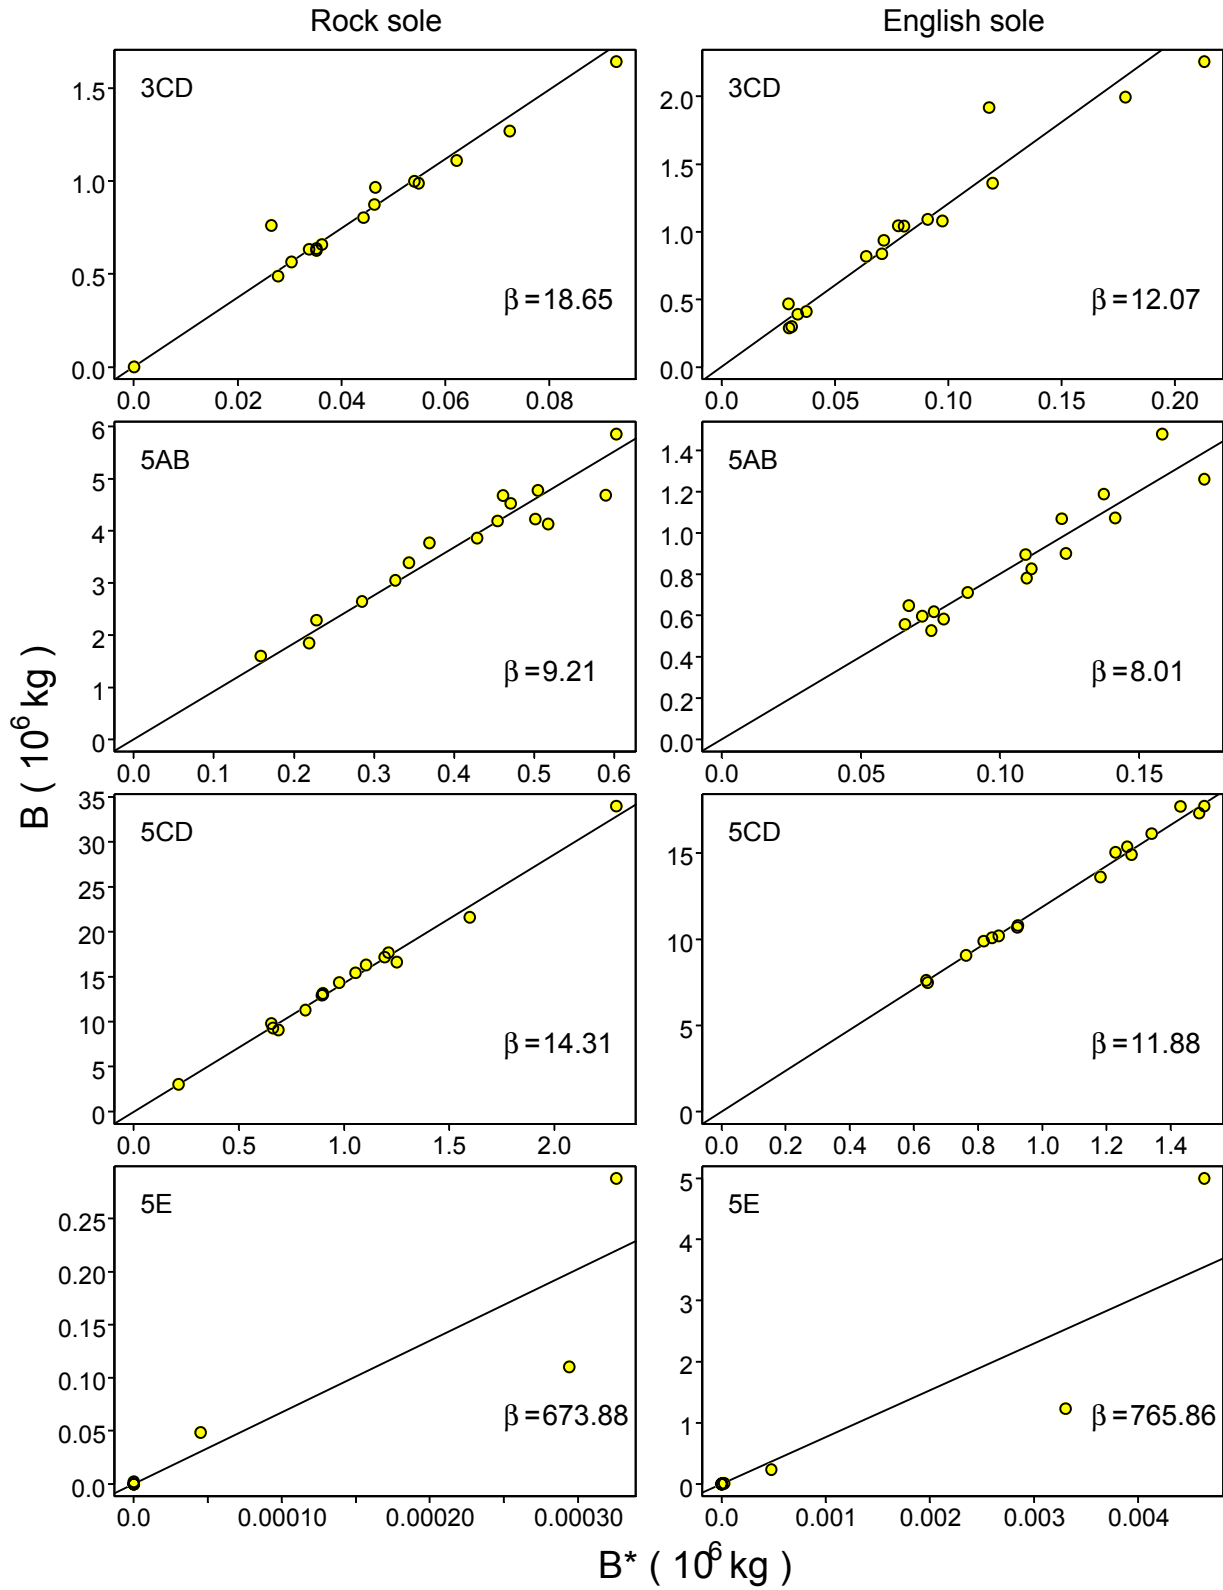 Rock sole
English sole
3CD
1.5
1.0
0.5
0.0
β=18.65
0.0 0.02 0.04 0.06 0.08
3CD
2.0
1.5
1.0
0.5
0.0
β=12.07
0.0 0.05 0.10 0.15 0.20
5AB
6
5
4
3
2
1
0
β=9.21
0.0 0.1 0.2 0.3 0.4 0.5 0.6
5AB
1.4
1.2
1.0
0.8
0.6
0.4
0.2
0.0
β=8.01
0.0 0.05 0.10 0.15
B ( 10⁶ kg )
5CD
35
30
25
20
15
10
5
0
β=14.31
0.0 0.5 1.0 1.5 2.0
5CD
15
10
5
0
β=11.88
0.0 0.2 0.4 0.6 0.8 1.0 1.2 1.4
5E
0.25
0.20
0.15
0.10
0.05
0.0
β=673.88
0.0 0.00010 0.00020 0.00030
5E
5
4
3
2
1
0
β=765.86
0.0 0.001 0.002 0.003 0.004
B* ( 10⁶ kg )